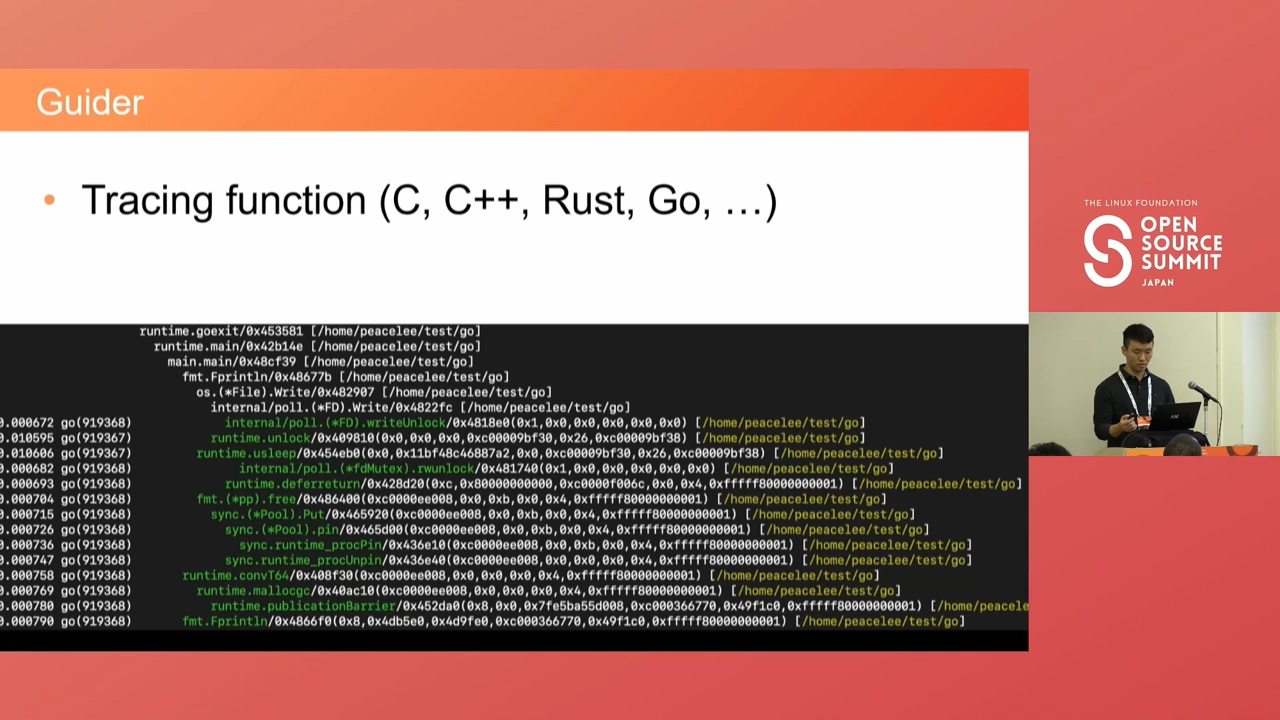 Guider
• Tracing function (C, C++, Rust, Go, …)
runtime.goexit/0x453581 [/home/peacelee/test/go]
runtime.main/0x42b14e [/home/peacelee/test/go]
main.main/0x48cf39 [/home/peacelee/test/go]
fmt.Fprintln/0x48677b [/home/peacelee/test/go]
os.(*File).Write/0x482907 [/home/peacelee/test/go]
internal/poll.(*FD).Write/0x4822fc [/home/peacelee/test/go]
0.000672 go(919368) internal/poll.(*FD).writeUnlock/0x4818e0(0x1,0x0,0x0,0x0,0x0,0x0) [/home/peacelee/test/go]
0.010595 go(919367) runtime.unlock/0x409810(0x0,0x0,0x0,0xc00009bf30,0x26,0xc00009bf38) [/home/peacelee/test/go]
0.010606 go(919367) runtime.usleep/0x454eb0(0x0,0x11bf48c46887a2,0x0,0xc00009bf30,0x26,0xc00009bf38) [/home/peacelee/test/go]
0.000682 go(919368) internal/poll.(*fdMutex).rwunlock/0x481740(0x1,0x0,0x0,0x0,0x0,0x0) [/home/peacelee/test/go]
0.000693 go(919368) runtime.deferreturn/0x428d20(0xc,0x80000000000,0xc0000f006c,0x0,0x4,0xfffff80000000001) [/home/peacelee/test/go]
0.000704 go(919368) fmt.(*pp).free/0x486400(0xc0000ee008,0x0,0xb,0x0,0x4,0xfffff80000000001) [/home/peacelee/test/go]
0.000715 go(919368) sync.(*Pool).Put/0x465920(0xc0000ee008,0x0,0xb,0x0,0x4,0xfffff80000000001) [/home/peacelee/test/go]
0.000726 go(919368) sync.(*Pool).pin/0x465d00(0xc0000ee008,0x0,0xb,0x0,0x4,0xfffff80000000001) [/home/peacelee/test/go]
0.000736 go(919368) sync.runtime_procPin/0x436e10(0xc0000ee008,0x0,0xb,0x0,0x4,0xfffff80000000001) [/home/peacelee/test/go]
0.000747 go(919368) sync.runtime_procUnpin/0x436e40(0xc0000ee008,0x0,0x0,0x0,0x4,0xfffff80000000001) [/home/peacelee/test/go]
0.000758 go(919368) runtime.convT64/0x408f30(0xc0000ee008,0x0,0x0,0x0,0x4,0xfffff80000000001) [/home/peacelee/test/go]
0.000769 go(919368) runtime.mallocgc/0x40ac10(0xc0000ee008,0x0,0x0,0x0,0x4,0xfffff80000000001) [/home/peacelee/test/go]
0.000780 go(919368) runtime.publicationBarrier/0x452da0(0x8,0x0,0x7fe5ba55d008,0xc000366770,0x49f1c0,0xfffff80000000001) [/home/peacele
0.000790 go(919368) fmt.Fprintln/0x4866f0(0x8,0x4db5e0,0x4d9fe0,0xc000366770,0x49f1c0,0xfffff80000000001) [/home/peacelee/test/go]
THE LINUX FOUNDATION
OPEN
SOURCE
SUMMIT
JAPAN